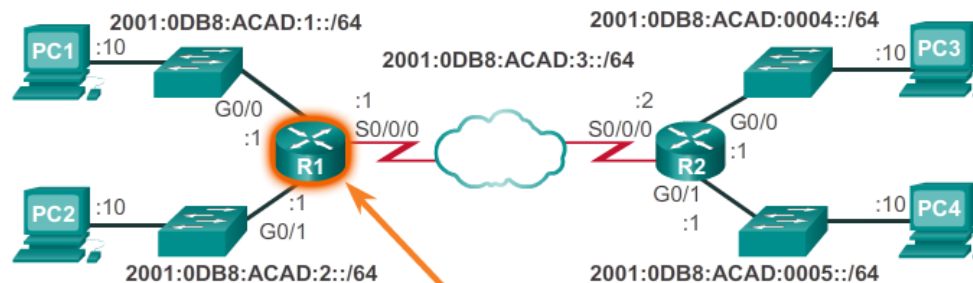 2001:0DB8:ACAD:1::/64
2001:0DB8:ACAD:0004::/64
PC1
:10
2001:0DB8:ACAD:3::/64
:10
PC3
G0/0
:1
:2
G0/0
:1
S0/0/0
S0/0/0
:1
R1
R2
PC2
:10
:1
G0/1
G0/1
:1
:10
PC4
2001:0DB8:ACAD:2::/64
2001:0DB8:ACAD:0005::/64